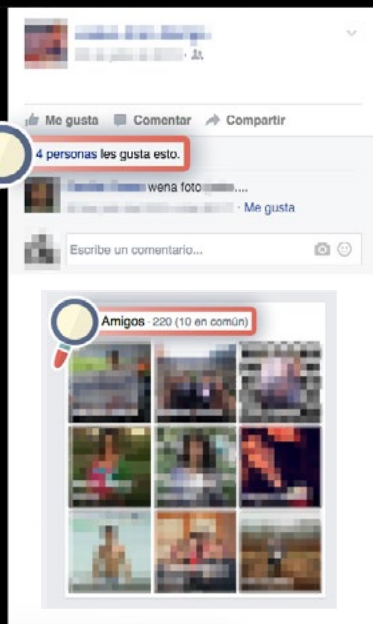 Me gusta Comentar Compartir
4 personas les gusta esto.
wena foto ....
· Me gusta
Escribe un comentario...
Amigos · 220 (10 en común)